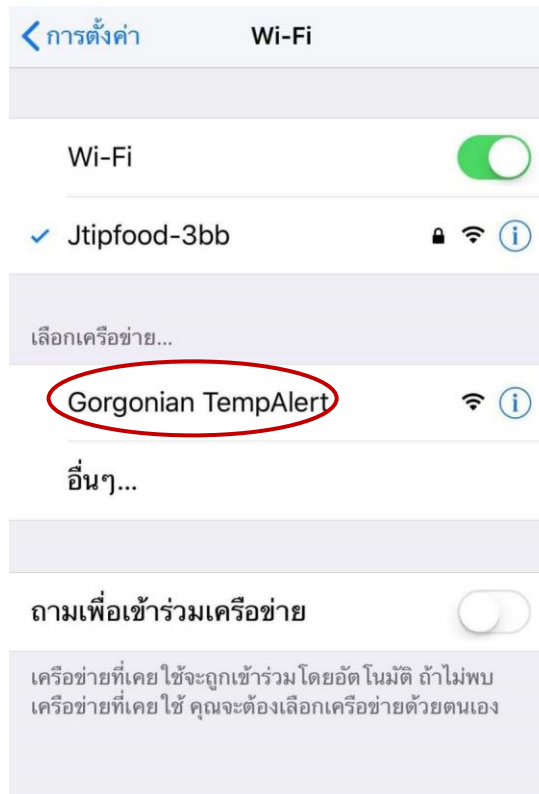 การตั้งค่า Wi-Fi
Wi-Fi
Jtipfood-3bb
เลือกเครือข่าย...
Gorgonian TempAlert
อื่นๆ...
ถามเพื่อเข้าร่วมเครือข่าย
เครือข่ายที่เคยใช้จะถูกเข้าร่วมโดยอัตโนมัติ ถ้าไม่พบ
เครือข่ายที่เคยใช้ คุณจะต้องเลือกเครือข่ายด้วยตนเอง